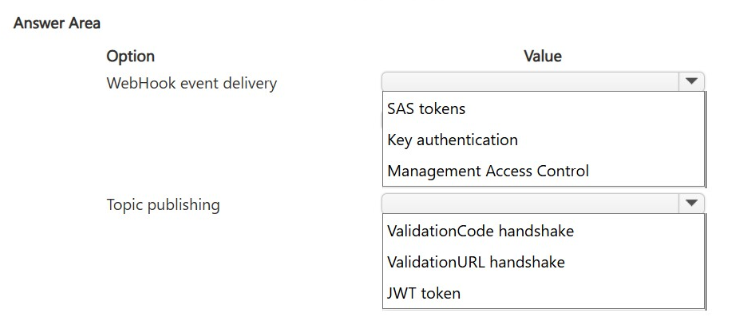 Answer Area
Option Value
WebHook event delivery
SAS tokens
Key authentication
Management Access Control
Topic publishing
ValidationCode handshake
ValidationURL handshake
JWT token